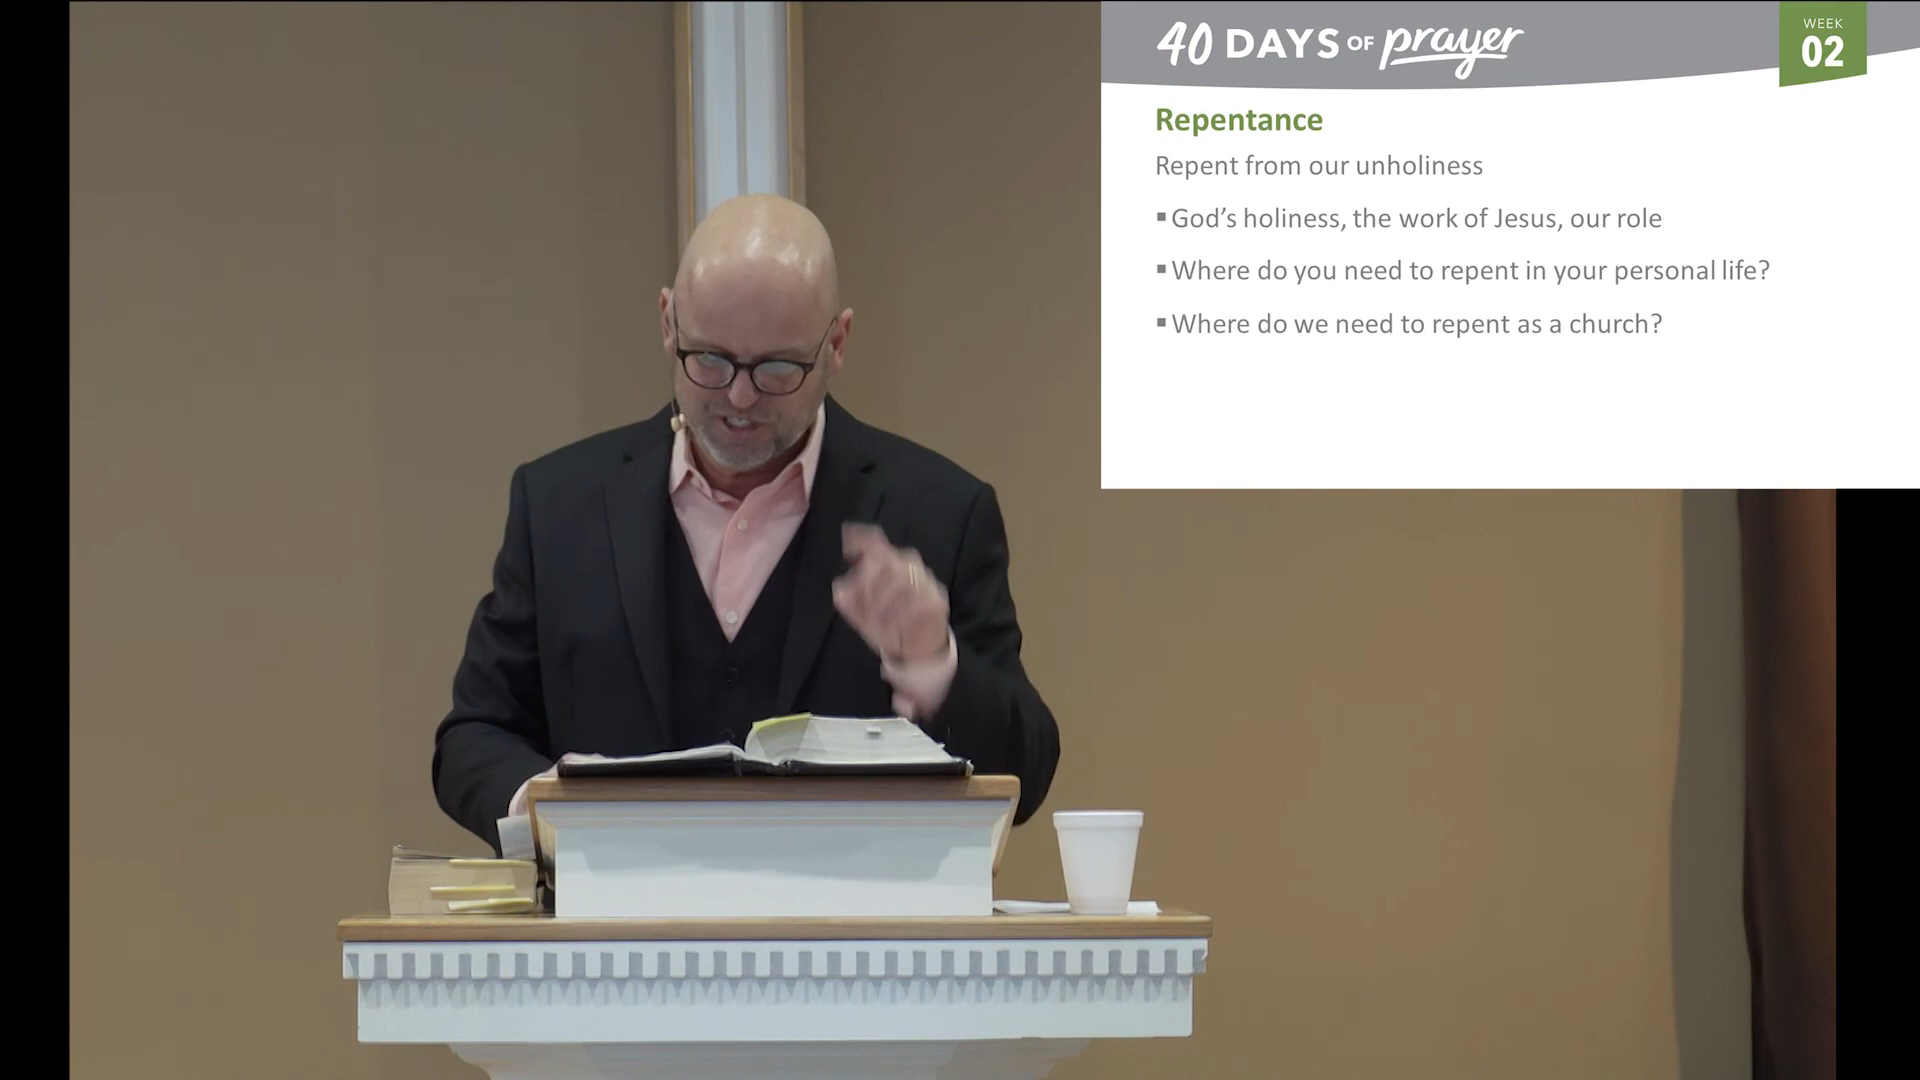 40 DAYS OF prayer
WEEK
02
Repentance
Repent from our unholiness
▪God's holiness, the work of Jesus, our role
▪Where do you need to repent in your personal life?
▪Where do we need to repent as a church?